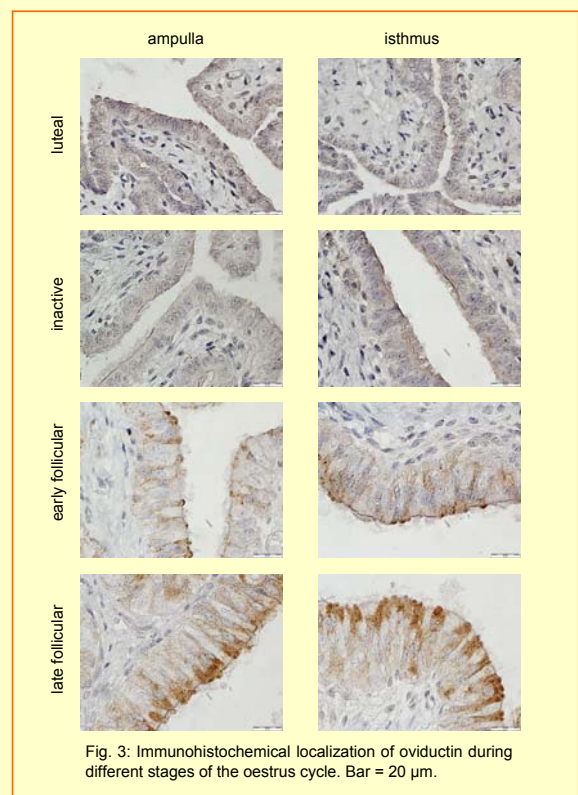 ampulla isthmus
luteal
inactive
early follicular
late follicular
Fig. 3: Immunohistochemical localization of oviductin during
different stages of the oestrus cycle. Bar = 20 µm.